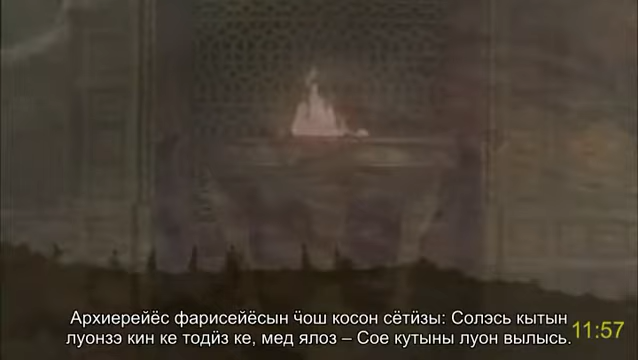 Архиерейёс фарисейёсын ӵош косон сётӥзы: Солэсь кытын
луонзэ кин ке тодӥз ке, мед ялоз – Сое кутыны луон вылысь.
11:57